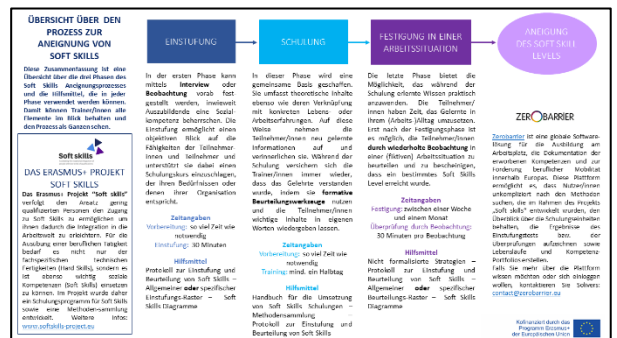 ÜBERSICHT ÜBER DEN
PROZESS ZUR
ANEIGNUNG VON
SOFT SKILLS
Diese Zusammenfassung ist eine
Übersicht über die drei Phasen des
Soft Skills Aneignungsprozesses
und die Hilfsmittel, die in jeder
Phase verwendet werden können.
Damit können Trainer/innen alle
Elemente im Blick behalten und
den Prozess als Ganzen sehen.
Soft skills
DAS ERASMUS+ PROJEKT
SOFT SKILLS
Das Erasmus+ Projekt "Soft skills"
verfolgt den Ansatz gering
qualifizierten Personen den Zugang
zu Soft Skills zu ermöglichen um
ihnen dadurch die Integration in die
Arbeitswelt zu erleichtern. Für die
Ausübung einer beruflichen Tätigkeit
bedarf es nicht nur der
fachspezifischen technischen
Fertigkeiten (Hard Skills), sondern es
ist ebenso wichtig soziale
Kompetenzen (Soft Skills) einsetzen
zu können. Im Projekt wurde daher
ein Schulungsprogramm für Soft Skills
sowie eine Methodensammlung
entwickelt. Weitere Infos:
www.softskills-project.eu
EINSTUFUNG
In der ersten Phase kann
mittels Interview oder
Beobachtung vorab fest
gestellt werden, inwieweit
Auszubildende eine Sozial-
kompetenz beherrschen. Die
Einstufung ermöglicht einen
objektiven Blick auf die
Fähigkeiten der Teilnehmer-
innen und Teilnehmer und
unterstützt sie dabei einen
Schulungskurs einzuschlagen,
der ihren Bedürfnissen oder
denen ihrer Organisation
entspricht.
Zeitangaben
Vorbereitung: so viel Zeit wie
notwendig
Einstufung: 30 Minuten
Hilfsmittel
Protokoll zur Einstufung und
Beurteilung von Soft Skills –
Allgemeiner oder spezifischer
Einstufungs-Raster – Soft
Skills Diagramm
SCHULUNG
In dieser Phase wird eine
gemeinsame Basis geschaffen.
Sie umfasst theoretische Inhalte
ebenso wie deren Verknüpfung
mit konkreten Lebens- oder
Arbeitserfahrungen. Auf diese
Weise nehmen die
Teilnehmer/innen neu gelernte
Informationen auf und
verinnerlichen sie. Während der
Schulung versichern sich die
Trainer/innen immer wieder,
dass das Gelernte verstanden
wurde, indem sie formative
Beurteilungswerkzeuge nutzen
und die Teilnehmer/innen
wichtige Inhalte in eigenen
Worten wiedergeben lassen.
Zeitangaben
Vorbereitung: so viel Zeit wie
notwendig
Training: mind. ein Halbtag
Hilfsmittel
Handbuch für die Umsetzung
von Soft Skills Schulungen –
Methodensammlung –
Protokoll zur Einstufung und
Beurteilung von Soft Skills
FESTIGUNG IN EINER
ARBEITSSITUATION
Die letzte Phase bietet die
Möglichkeit, das während der
Schulung erlernte Wissen praktisch
anzuwenden. Die Teilnehmer/
innen haben Zeit, das Gelernte in
ihrem (Arbeits-)Alltag umzusetzen.
Erst nach der Festigungsphase ist
es möglich, die Teilnehmer/innen
durch wiederholte Beobachtung in
einer (fiktiven) Arbeitssituation zu
beurteilen und zu bescheinigen,
dass ein bestimmtes Soft Skills
Level erreicht wurde.
Zeitangaben
Festigung: zwischen einer Woche
und einem Monat
Überprüfung durch Beobachtung:
30 Minuten pro Beobachtung
Hilfsmittel
Nicht formalisierte Strategien –
Protokoll zur Einstufung und
Beurteilung von Soft Skills –
Allgemeiner oder spezifischer
Beurteilungs-Raster – Soft Skills
Diagramme
ANEIGUNG
DES SOFT SKILL
LEVELS
ZEROBARRIER
Zerobarrier ist eine globale Software-
lösung für die Ausbildung am
Arbeitsplatz, die Dokumentation der
erworbenen Kompetenzen und zur
Förderung beruflicher Mobilität
innerhalb Europas. Diese Plattform
ermöglicht es, dass Nutzer/innen
unkompliziert nach den Methoden
suchen, die im Rahmen des Projekts
„Soft skills" entwickelt wurden, der
Überblick über die Schulungseinheiten
behalten, die Ergebnisse des
Einstufungstests bzw. der
Überprüfungen aufzeichnen sowie
Lebensläufe und Kompetenz-
Portfolios erstellen.
Falls Sie mehr über die Plattform
wissen möchten oder sich einloggen
wollen, kontaktieren Sie Solivers:
contact@zerobarrier.eu
Kofinanziert durch das
Programm Erasmus+
der Europäischen Union